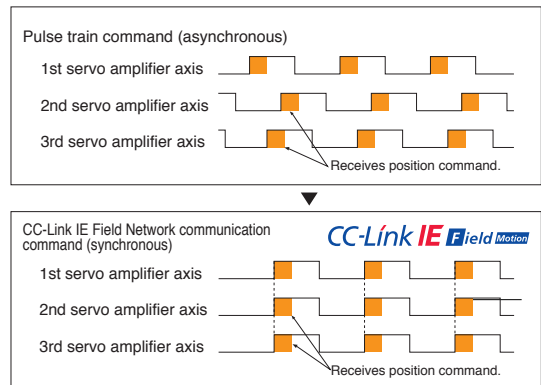 Pulse train command (asynchronous)
1st servo amplifier axis
2nd servo amplifier axis
3rd servo amplifier axis
Receives position command.
CC-Link IE Field Network communication
command (synchronous)
CC-Link IE Field Motion
1st servo amplifier axis
2nd servo amplifier axis
3rd servo amplifier axis
Receives position command.